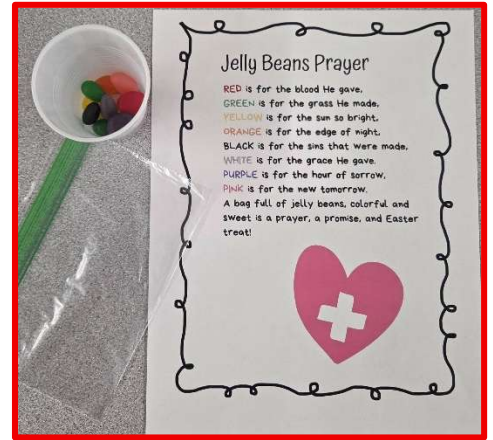 Jelly Beans Prayer
RED is for the blood He gave,
GREEN is for the grass He made,
YELLOW is for the sun so bright,
ORANGE is for the edge of night,
BLACK is for the sins that were made,
WHITE is for the grace He gave.
PURPLE is for the hour of sorrow,
PINK is for the new tomorrow.
A bag full of jelly beans, colorful and
sweet is a prayer, a promise, and Easter
treat!